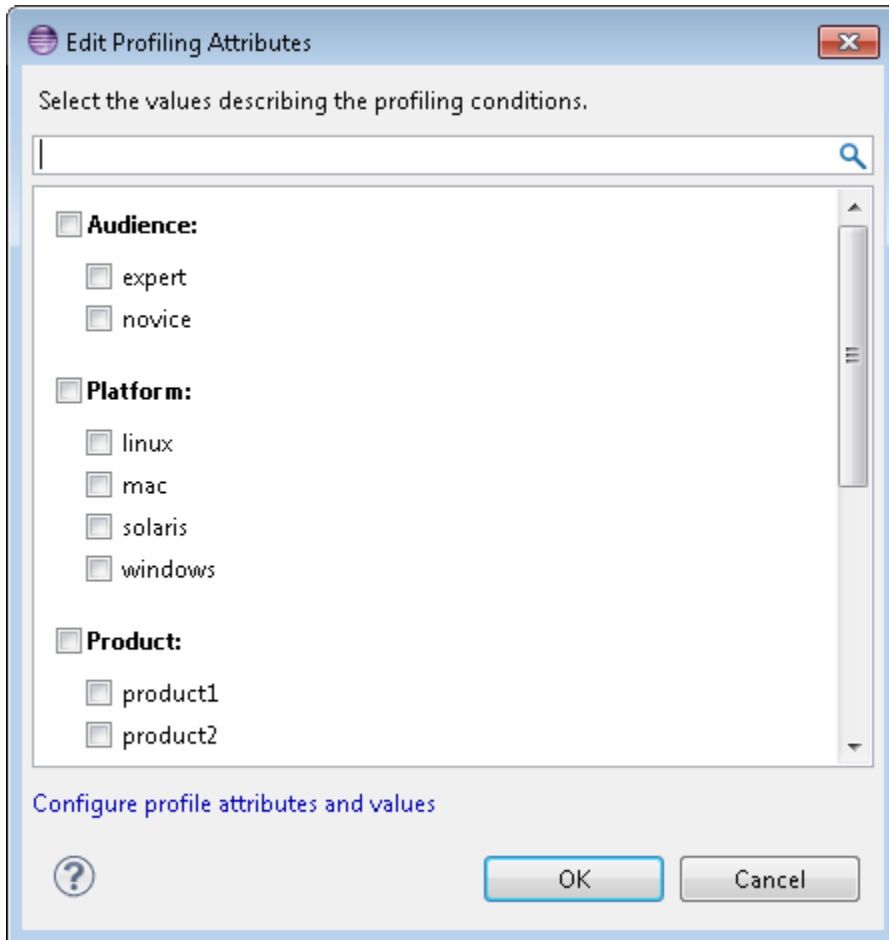 Edit Profiling Attributes
Select the values describing the profiling conditions.
Audience:
expert
novice
Platform:
linux
mac
solaris
windows
Product:
product1
product2
Configure profile attributes and values
?
OK
Cancel